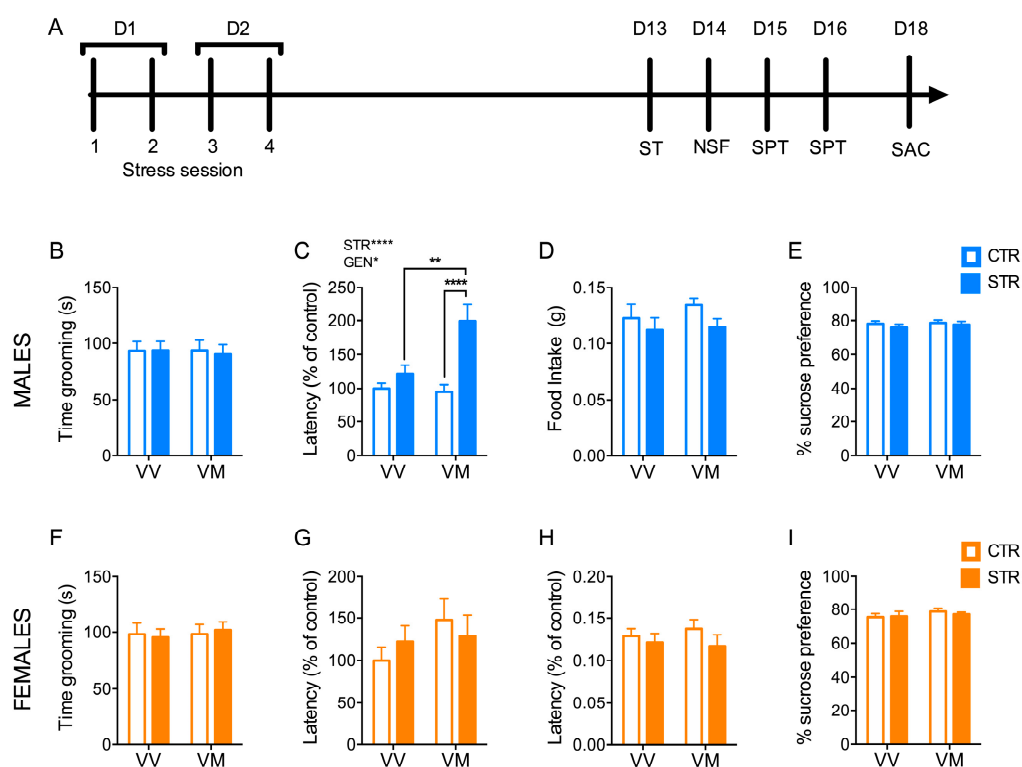 A
D1
D2
D13
D14
D15
D16
D18
1
2
3
4
ST
NSF
SPT
SPT
SAC
Stress session
MALES
B
Time grooming (s)
150
100
50
0
VV
VM
C
STR****
GEN*
**
****
Latency (% of control)
250
200
150
100
50
0
VV
VM
D
Food Intake (g)
0.15
0.10
0.05
0.00
VV
VM
E
CTR
STR
% sucrose preference
100
80
60
40
20
0
VV
VM
FEMALES
F
Time grooming (s)
150
100
50
0
VV
VM
G
Latency (% of control)
200
150
100
50
0
VV
VM
H
Latency (% of control)
0.20
0.15
0.10
0.05
0.00
VV
VM
I
CTR
STR
% sucrose preference
100
80
60
40
20
0
VV
VM